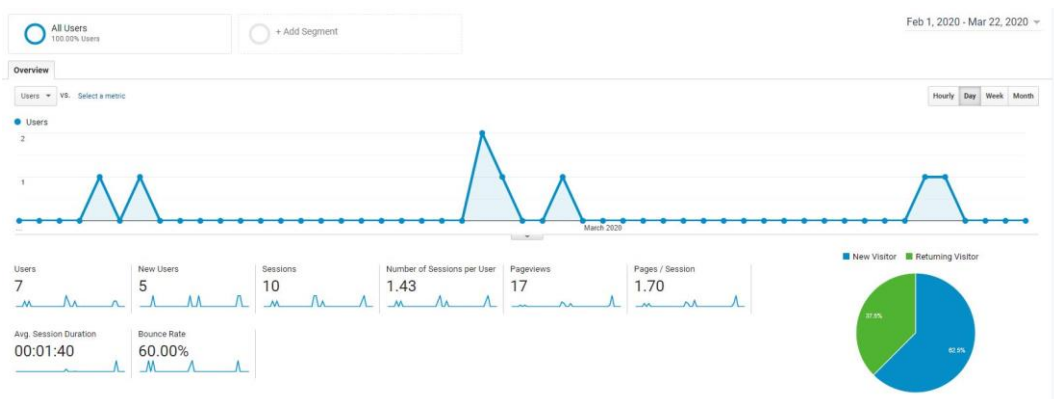 All Users
100.00% Users
+ Add Segment
Feb 1, 2020 - Mar 22, 2020
Overview
Users VS. Select a metric
Hourly Day Week Month
Users
2
1
...
March 2020
New Visitor Returning Visitor
Users
7
New Users
5
Sessions
10
Number of Sessions per User
1.43
Pageviews
17
Pages / Session
1.70
37.5%
62.5%
Avg. Session Duration
00:01:40
Bounce Rate
60.00%